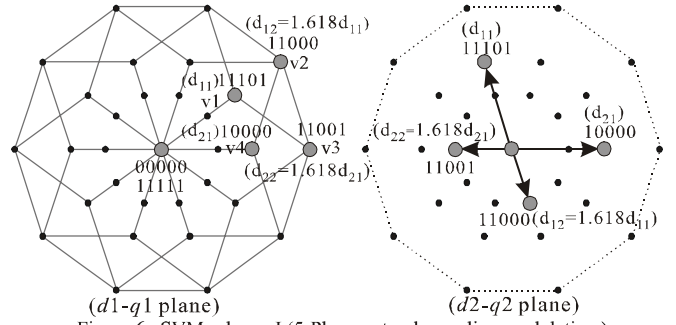 (d12=1.618d11)
11000
v2
(d11)11101
v1
(d21)10000
v4
11001
v3
(d22=1.618d21)
00000
11111
(d1-q1 plane)
(d11)
11101
(d21)
10000
(d22=1.618d21)
11001
11000(d12=1.618d11)
(d2-q2 plane)